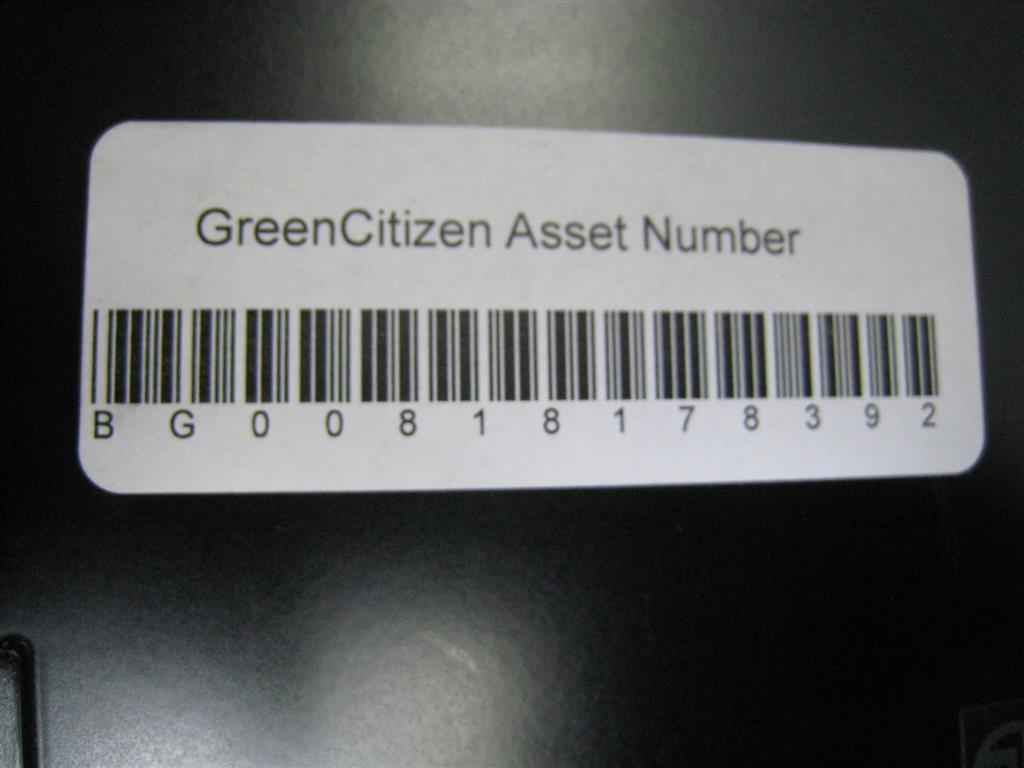 GreenCitizen Asset Number
B G 0 0 8 1 8 1 7 8 3 9 2